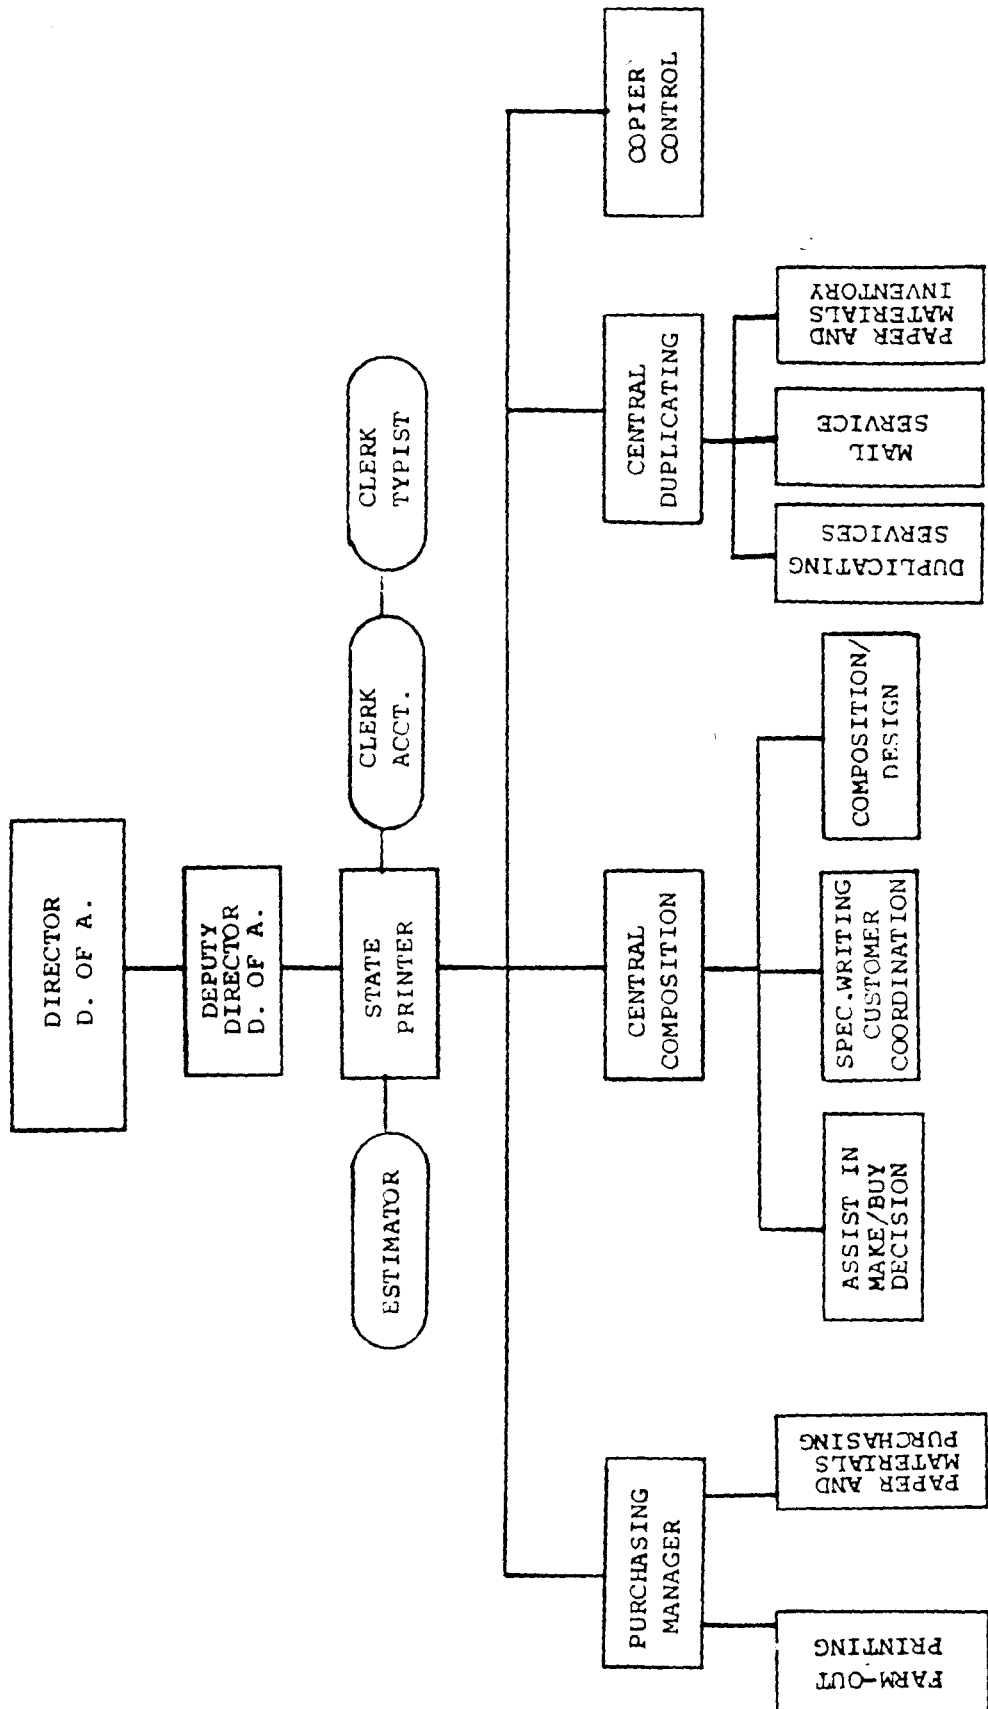 DIRECTOR
D. OF A.
DEPUTY
DIRECTOR
D. OF A.
ESTIMATOR
STATE
PRINTER
CLERK
ACCT.
CLERK
TYPIST
PURCHASING
MANAGER
CENTRAL
COMPOSITION
CENTRAL
DUPLICATING
COPIER
CONTROL
FARM-OUT
PRINTING
PAPER AND
MATERIALS
PURCHASING
ASSIST IN
MAKE/BUY
DECISION
SPEC.WRITING
CUSTOMER
COORDINATION
COMPOSITION/
DESIGN
DUPLICATING
SERVICES
MAIL
SERVICE
PAPER AND
MATERIALS
INVENTORY